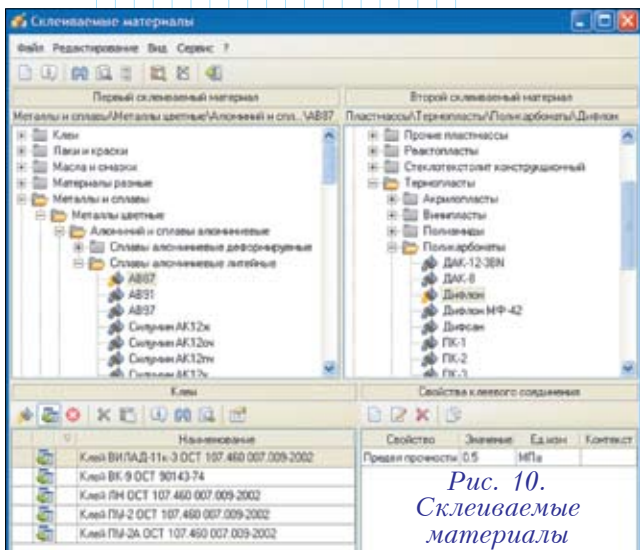 Склеиваемые материалы
Файл Редактирование Вид Сервис ?
Первый склеиваемый материал
Второй склеиваемый материал
Металлы и сплавы\Металлы цветные\Алюминий и спл...\АВ87
Пластмассы\Термопласты\Поликарбонаты\Дифлон
Клеи
Лаки и краски
Масла и смазки
Материалы разные
Металлы и сплавы
Металлы цветные
Алюминий и сплавы алюминиевые
Сплавы алюминиевые деформируемые
Сплавы алюминиевые литейные
АВ87
АВ91
АВ97
Силумин АК12ж
Силумин АК12оч
Силумин АК12пч
Силумин АК12ч
Прочие пластмассы
Реактопласты
Стеклотекстолит конструкционный
Термопласты
Акрилопласты
Винипласты
Полиамиды
Поликарбонаты
ДАК-12-3BN
ДАК-8
Дифлон
Дифлон МФ-42
Дифсан
ПК-1
ПК-2
ПК-3
Клеи
Свойства клеевого соединения
Наименование
Клей ВИЛАД-11к-3 ОСТ 107.460 007.009-2002
Клей ВК-9 ОСТ 90143-74
Клей ЛН ОСТ 107.460 007.009-2002
Клей ПУ-2 ОСТ 107.460 007.009-2002
Клей ПУ-2А ОСТ 107.460 007.009-2002
Свойство Значение Ед.изм Контекст
Предел прочности 0.5 МПа
Рис. 10.
Склеиваемые
материалы